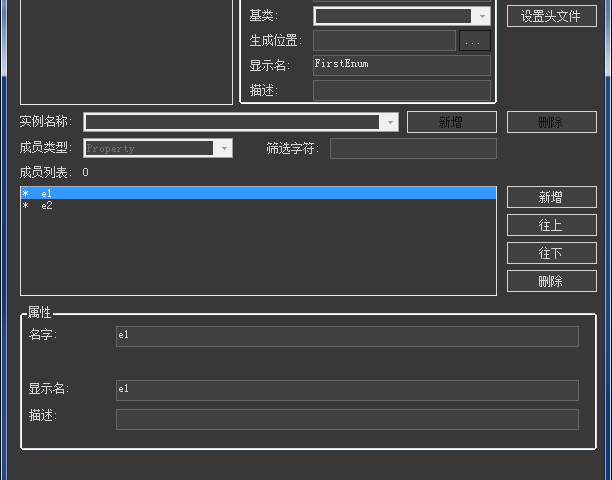 基类:
设置头文件
生成位置:
...
显示名:
FirstEnum
描述:
实例名称:
新增
删除
成员类型:
Property
筛选字符:
成员列表: 0
* e1
* e2
新增
往上
往下
删除
属性
名字:
e1
显示名:
e1
描述: